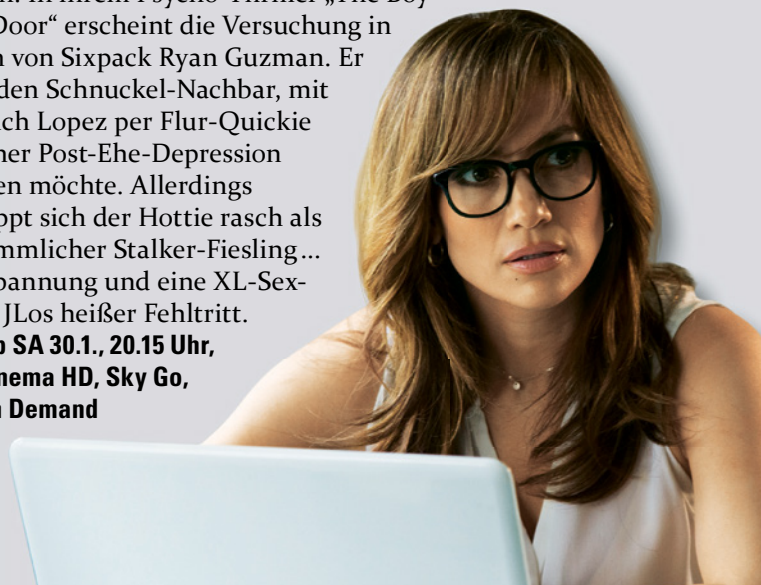 in ihrem Psycho-Thriller „The Boy
Door“ erscheint die Versuchung in
von Sixpack Ryan Guzman. Er
den Schnuckel-Nachbar, mit
ich Lopez per Flur-Quickie
ner Post-Ehe-Depression
en möchte. Allerdings
ppt sich der Hottie rasch als
mmlicher Stalker-Fiesling...
pannung und eine XL-Sex-
JLos heißer Fehltritt.
SA 30.1., 20.15 Uhr,
nema HD, Sky Go,
Demand